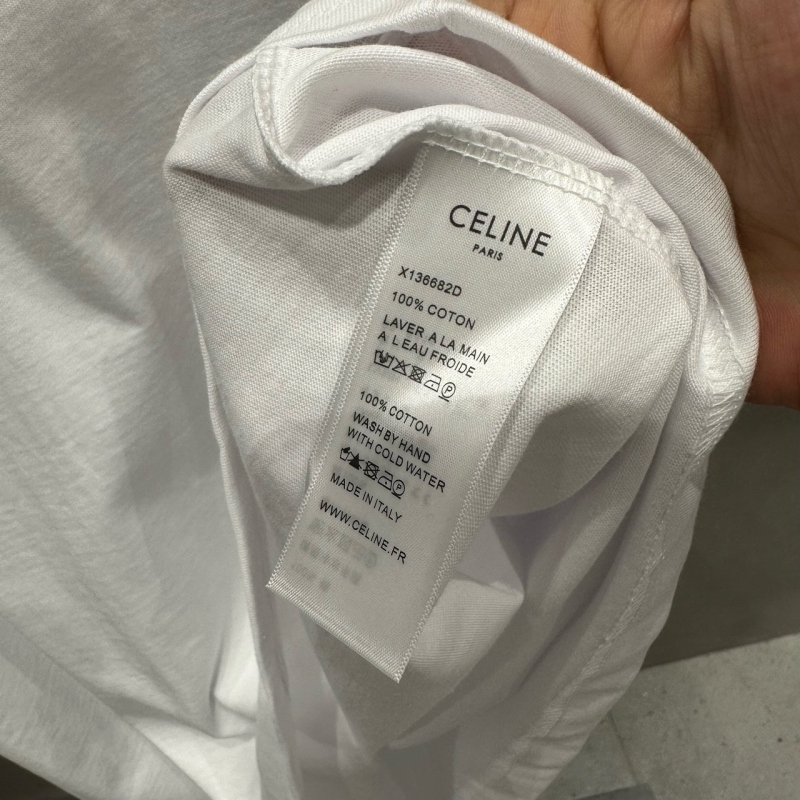 CELINE
PARIS
X136682D
100% COTON
LAVER A LA MAIN
A L EAU FROIDE
P
100% COTTON
WASH BY HAND
WITH COLD WATER
P
MADE IN ITALY
WWW.CELINE.FR